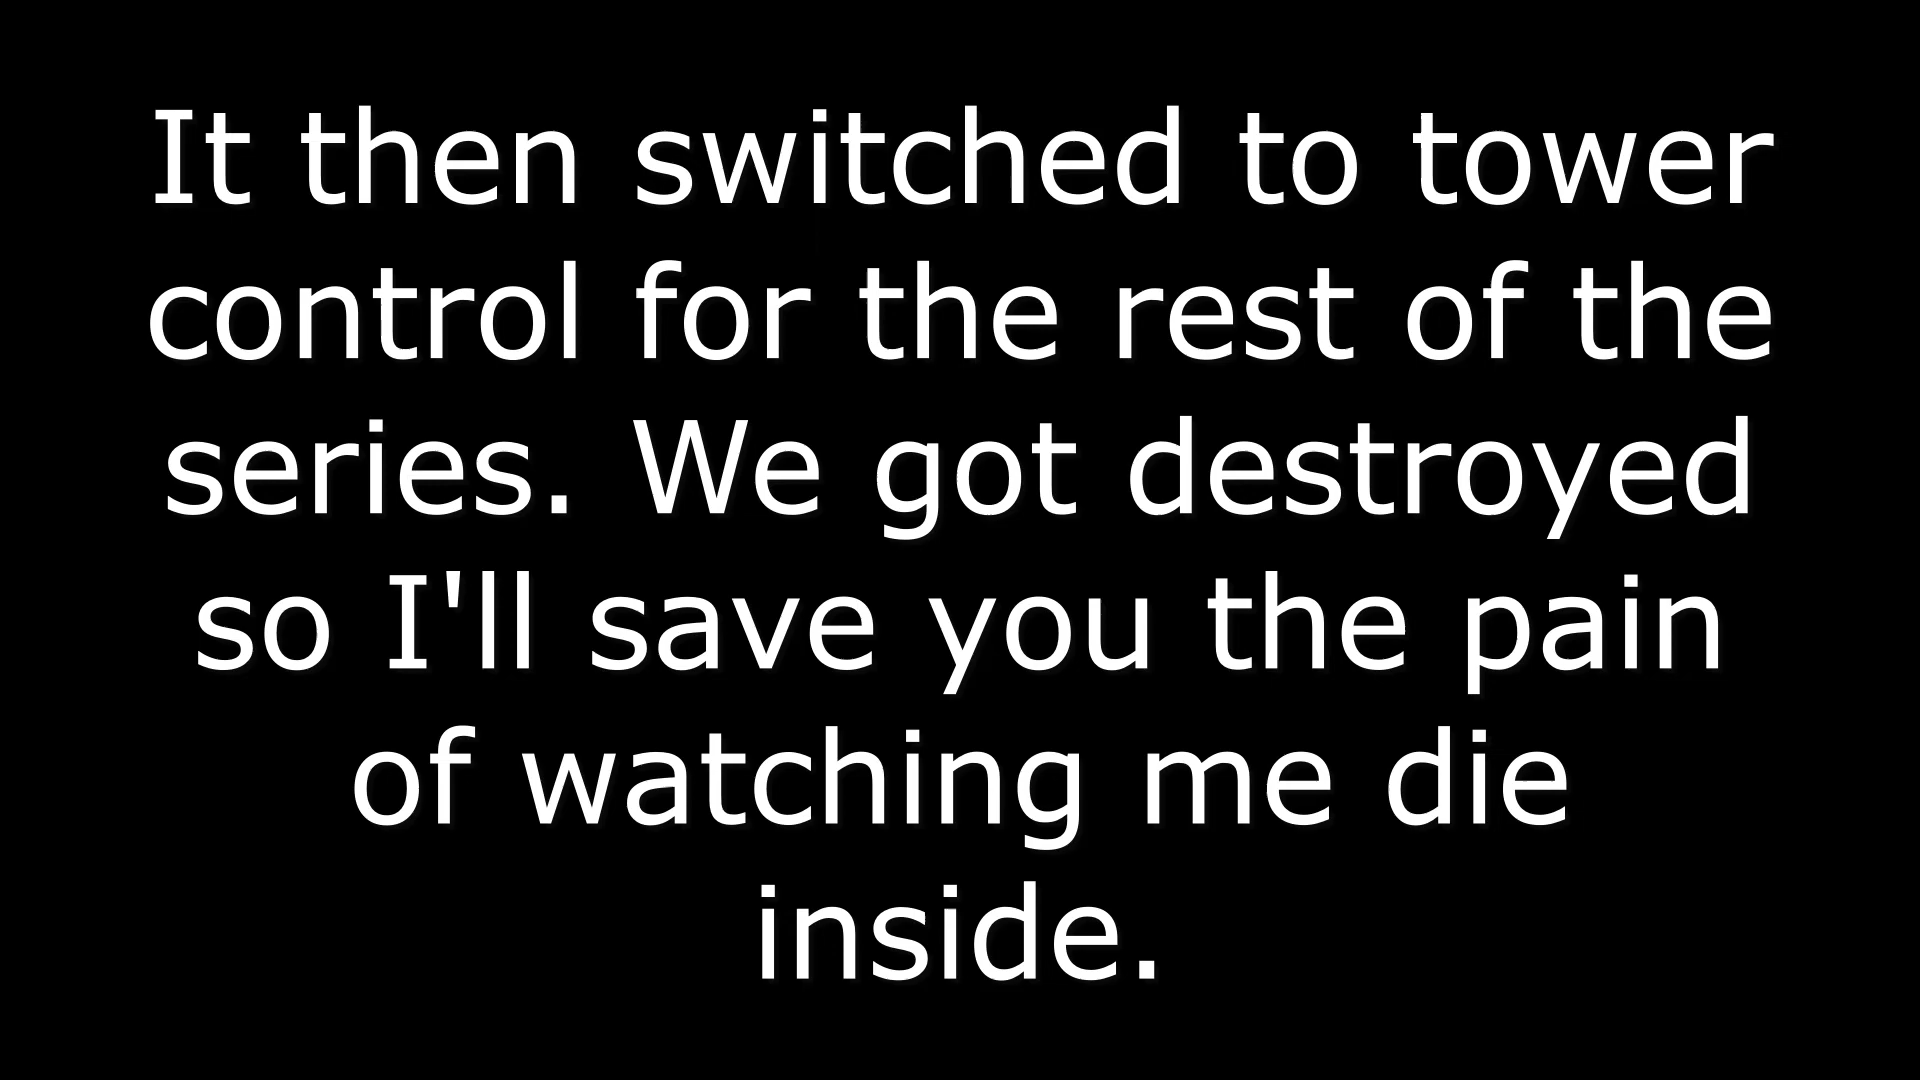 It then switched to tower
control for the rest of the
series. We got destroyed
so I'll save you the pain
of watching me die
inside.